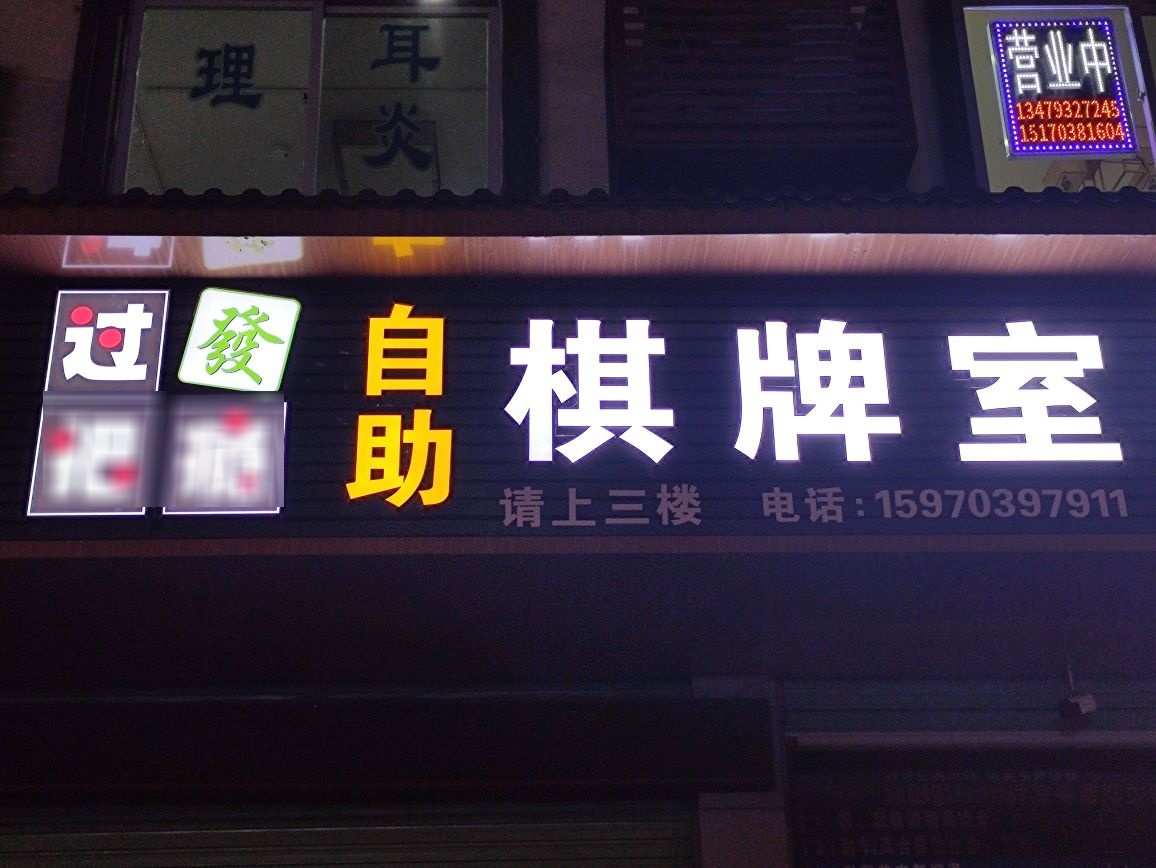 理
耳炎
营业中
13479327245
15170381604
过發
自助
棋牌室
请上三楼 电话:15970397911